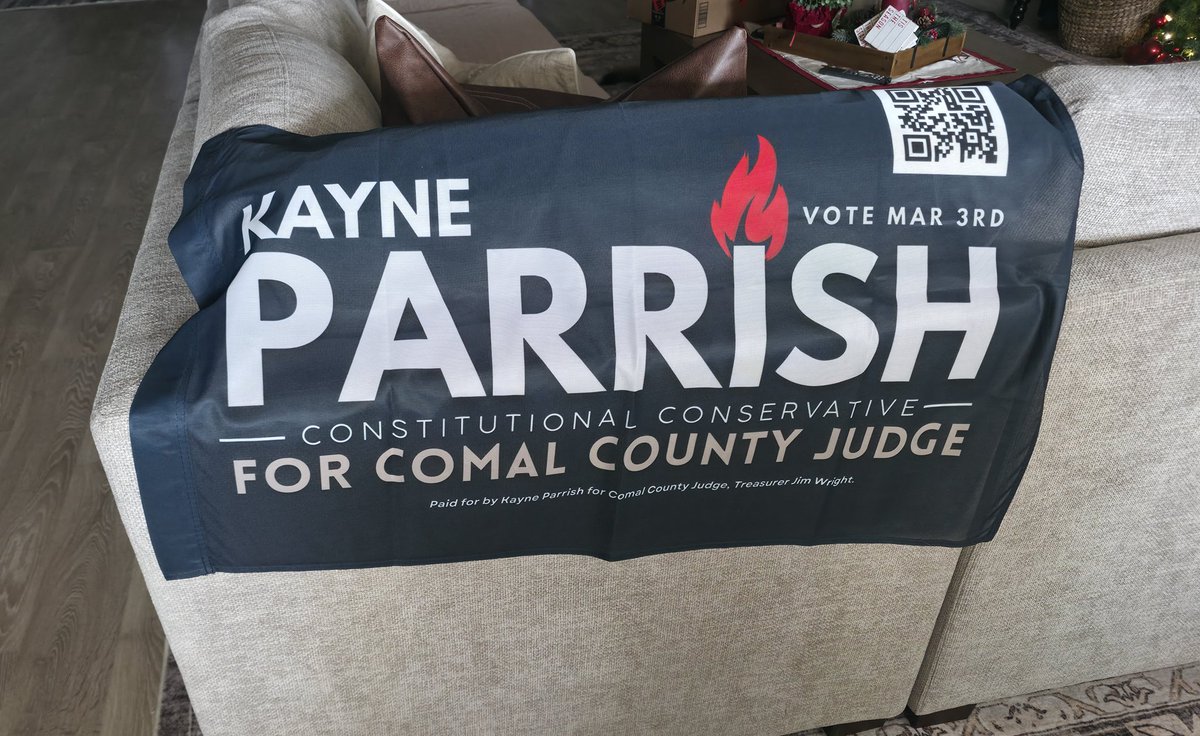 KAYNE
VOTE MAR 3RD
PARRISH
CONSTITUTIONAL CONSERVATIVE
FOR COMAL COUNTY JUDGE
Paid for by Kayne Parrish for Comal County Judge, Treasurer Jim Wright.